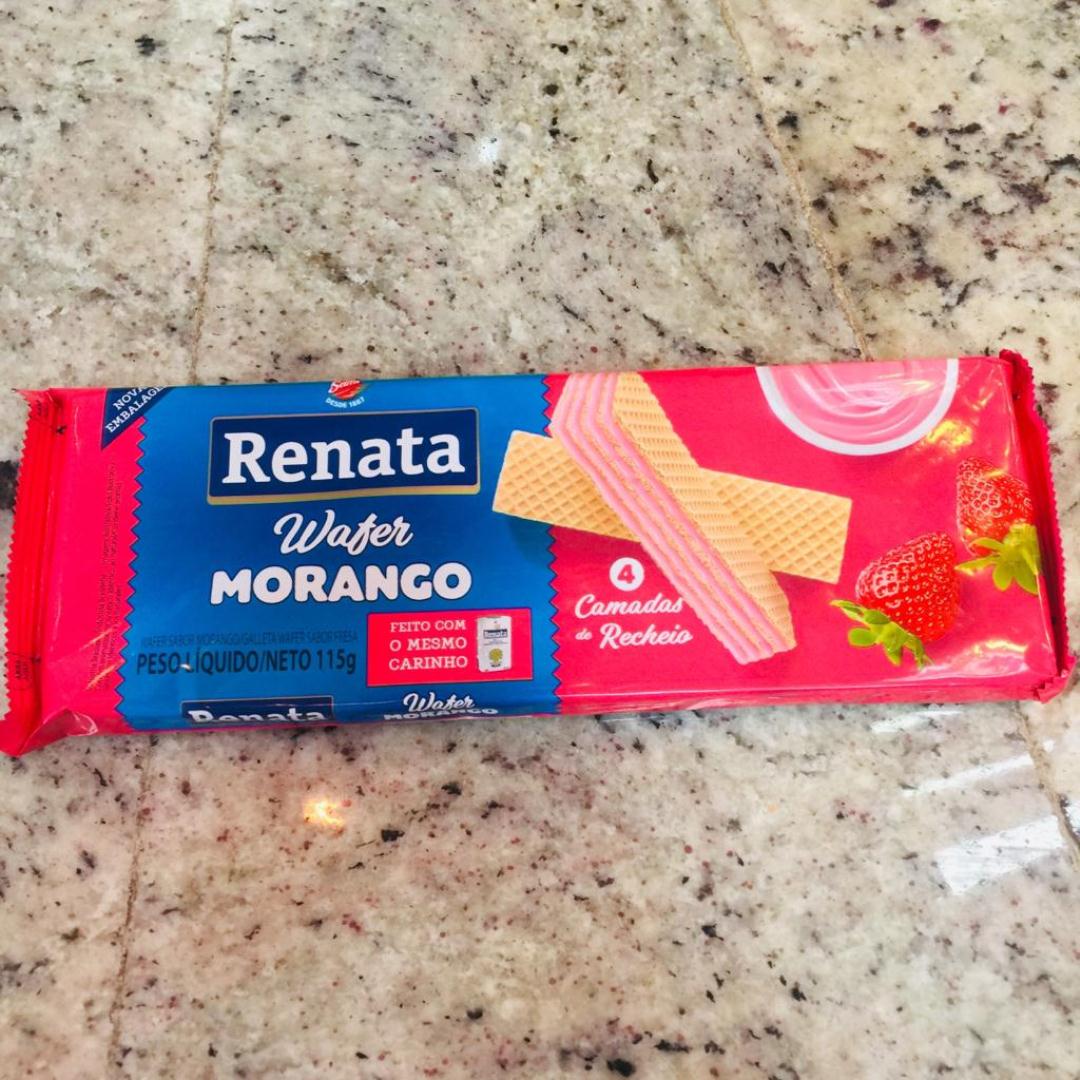 NOVA
EMBALAGEM
DESDE 1887
Renata
Wafer
MORANGO
WAFER SABOR MORANGO/GALLETA WAFER SABOR FRESA
PESO LÍQUIDO/NETO 115g
FEITO COM
O MESMO
CARINHO
Renata
4
Camadas
de Recheio
Renata
Wafer
MORANGO